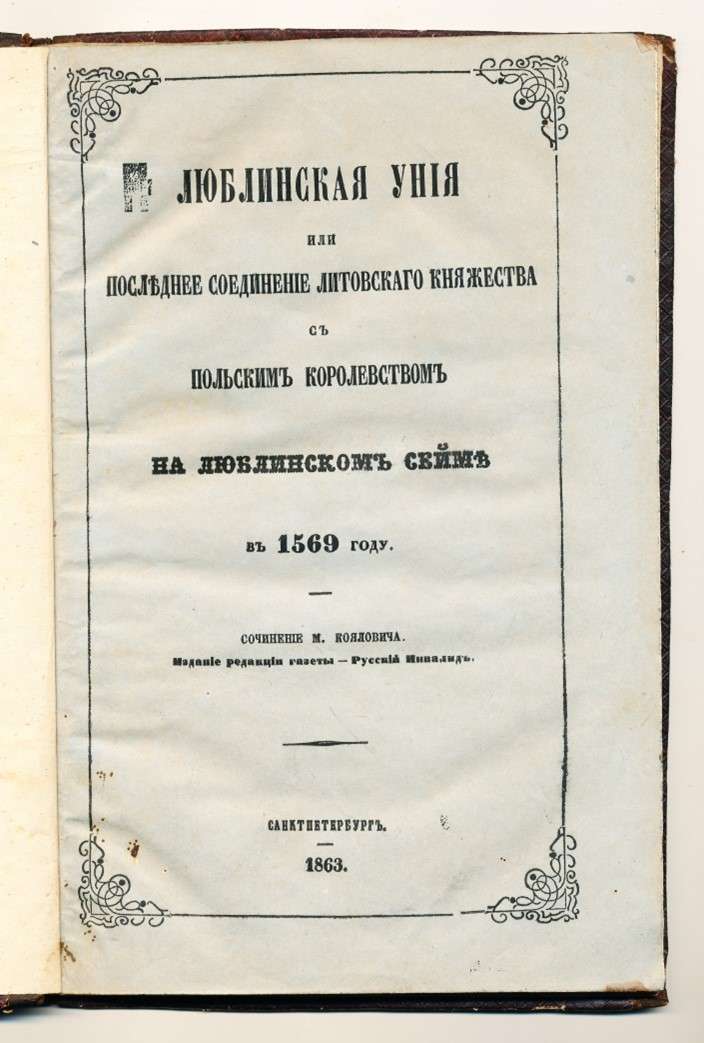 ЛЮБЛИНСКАЯ УНІЯ
ИЛИ
ПОСЛѢДНЕЕ СОЕДИНЕНІЕ ЛИТОВСКАГО КНЯЖЕСТВА
СЪ
ПОЛЬСКИМЪ КОРОЛЕВСТВОМЪ
НА ЛЮБЛИНСКОМЪ СЕЙМѢ
ВЪ 1569 ГОДУ.
СОЧИНЕНІЕ М. КОЯЛОВИЧА.
Изданіе редакціи газеты — Русскій Инвалидъ.
САНКТПЕТЕРБУРГЪ.
1863.